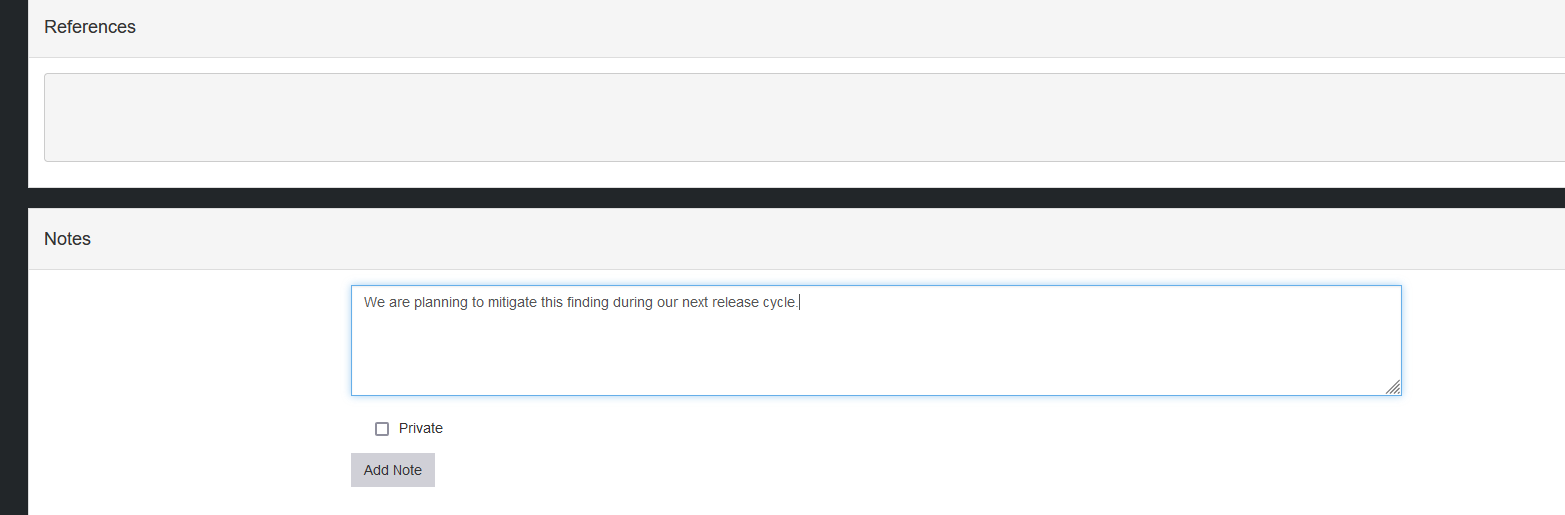 References
Notes
We are planning to mitigate this finding during our next release cycle.
Private
Add Note